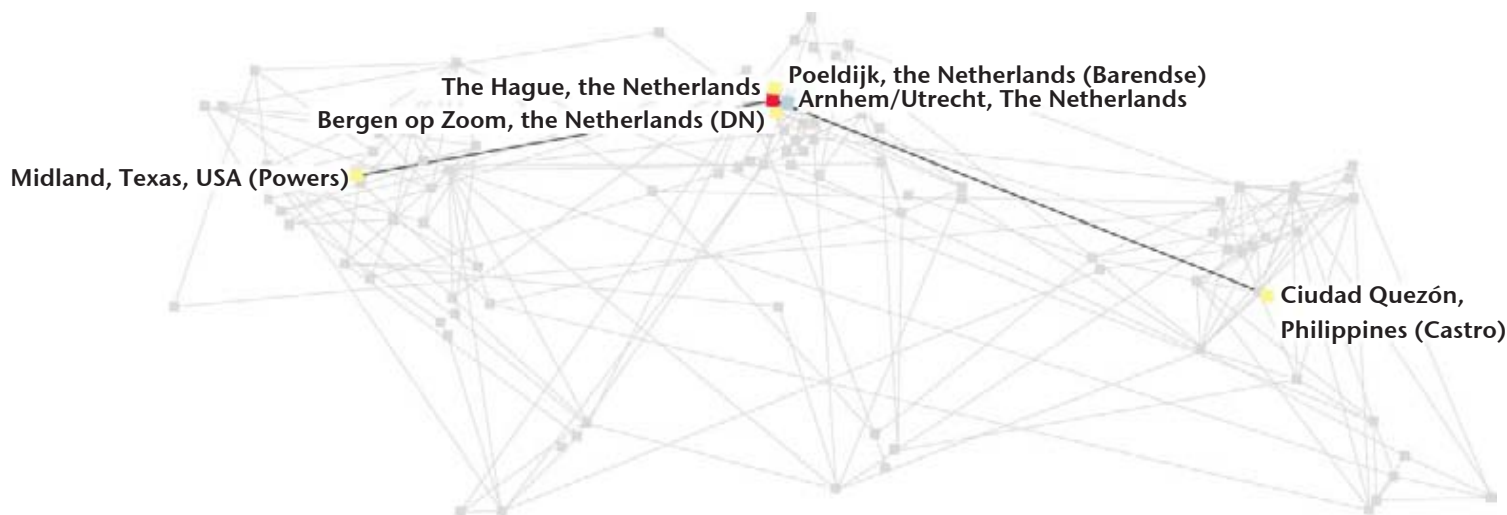 Poeldijk, the Netherlands (Barendse)
The Hague, the Netherlands
Arnhem/Utrecht, The Netherlands
Bergen op Zoom, the Netherlands (DN)
Midland, Texas, USA (Powers)
Ciudad Quezón,
Philippines (Castro)